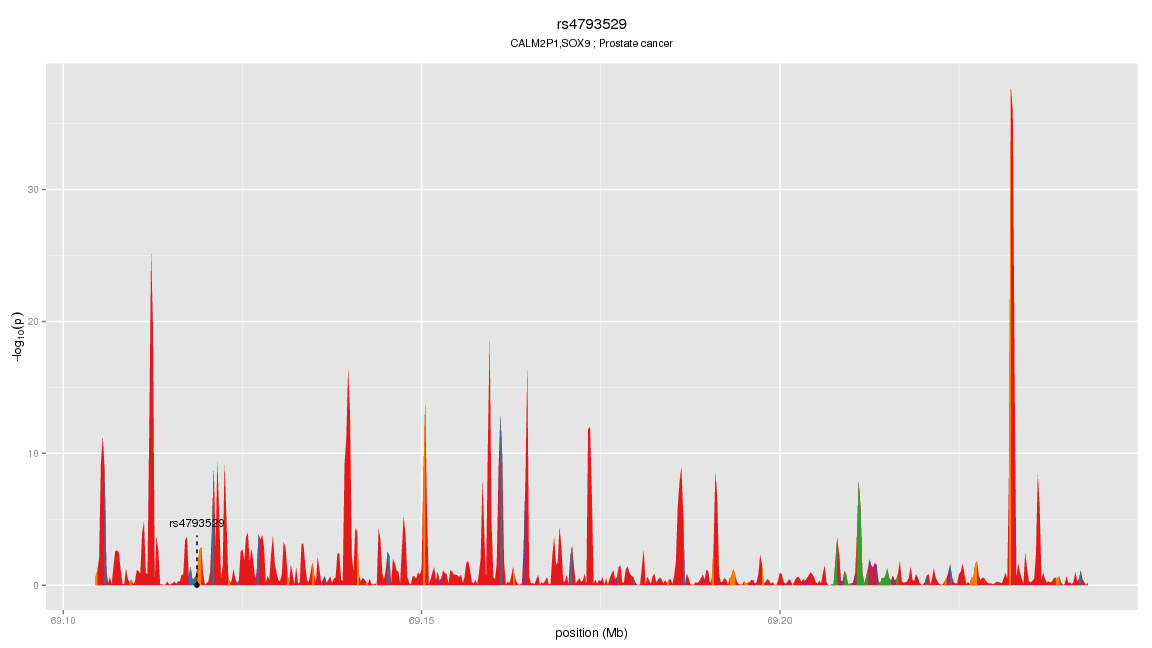 rs4793529
CALM2P1,SOX9 ; Prostate cancer
30
20
10
0
−log10(p)
rs4793529
69.10
69.15
69.20
position (Mb)